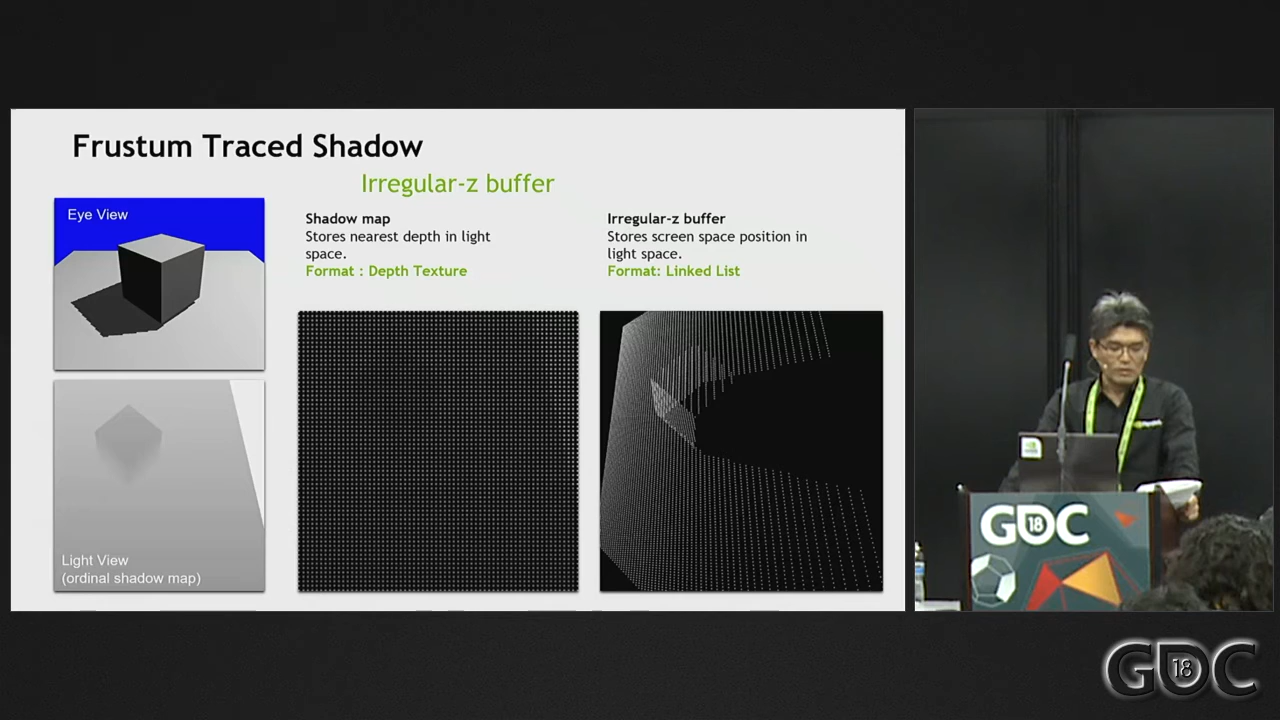 Frustum Traced Shadow
Irregular-z buffer
Eye View
Shadow map
Stores nearest depth in light
space.
Format : Depth Texture
Irregular-z buffer
Stores screen space position in
light space.
Format: Linked List
Light View
(ordinal shadow map)
GDC
18
GDC
18